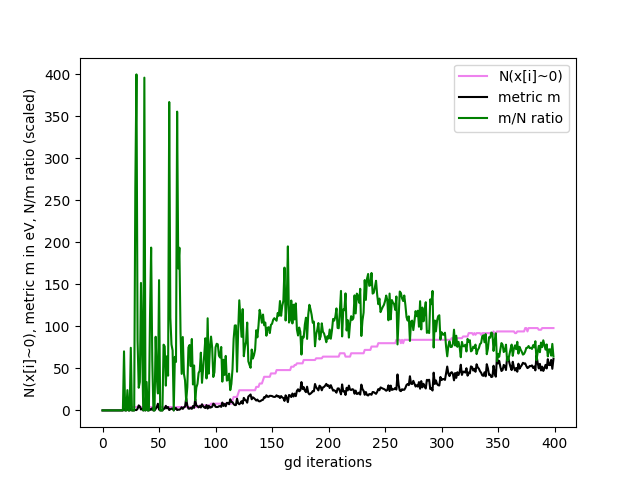 N(x[i]~0)
metric m
m/N ratio
N(x[i]~0), metric m in eV, N/m ratio (scaled)
400
350
300
250
200
150
100
50
0
0 50 100 150 200 250 300 350 400
gd iterations